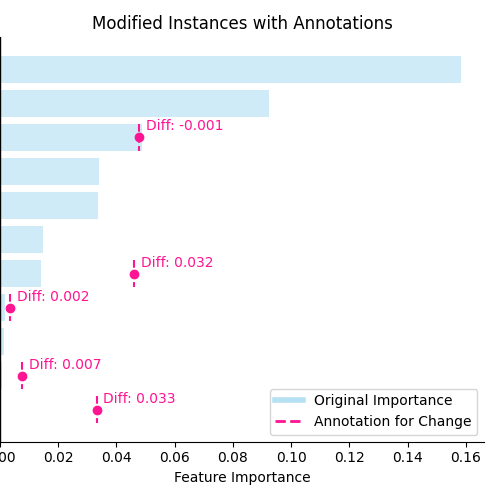 Modified Instances with Annotations
Diff: -0.001
Diff: 0.032
Diff: 0.002
Diff: 0.007
Diff: 0.033
Original Importance
Annotation for Change
00 0.02 0.04 0.06 0.08 0.10 0.12 0.14 0.16
Feature Importance